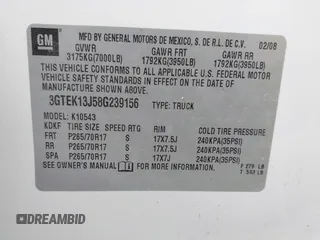 GM
MFD BY GENERAL MOTORS DE MEXICO, S. DE R.L. DE C.V.
02/08
GVWR GAWR FRT GAWR RR
3175KG(7000LB) 1792KG(3950LB) 1792KG(3950LB)
THIS VEHICLE CONFORMS TO ALL APPLICABLE U.S. FEDERAL MOTOR
VEHICLE SAFETY AND THEFT PREVENTION STANDARDS IN EFFECT ON THE DATE
OF MANUFACTURE SHOWN ABOVE.
3GTEK13J58G239156 TYPE: TRUCK
MODEL: K10543
KDKF TIRE SIZE SPEED RTG RIM COLD TIRE PRESSURE
FRT P265/70R17 S 17X7.5J 240KPA(35PSI)
RR P265/70R17 S 17X7.5J 240KPA(35PSI)
SPA P265/70R17 S 17X7J 240KPA(35PSI)
SEE OWNER'S MANUAL FOR ADDITIONAL INFORMATION
DREAMBID